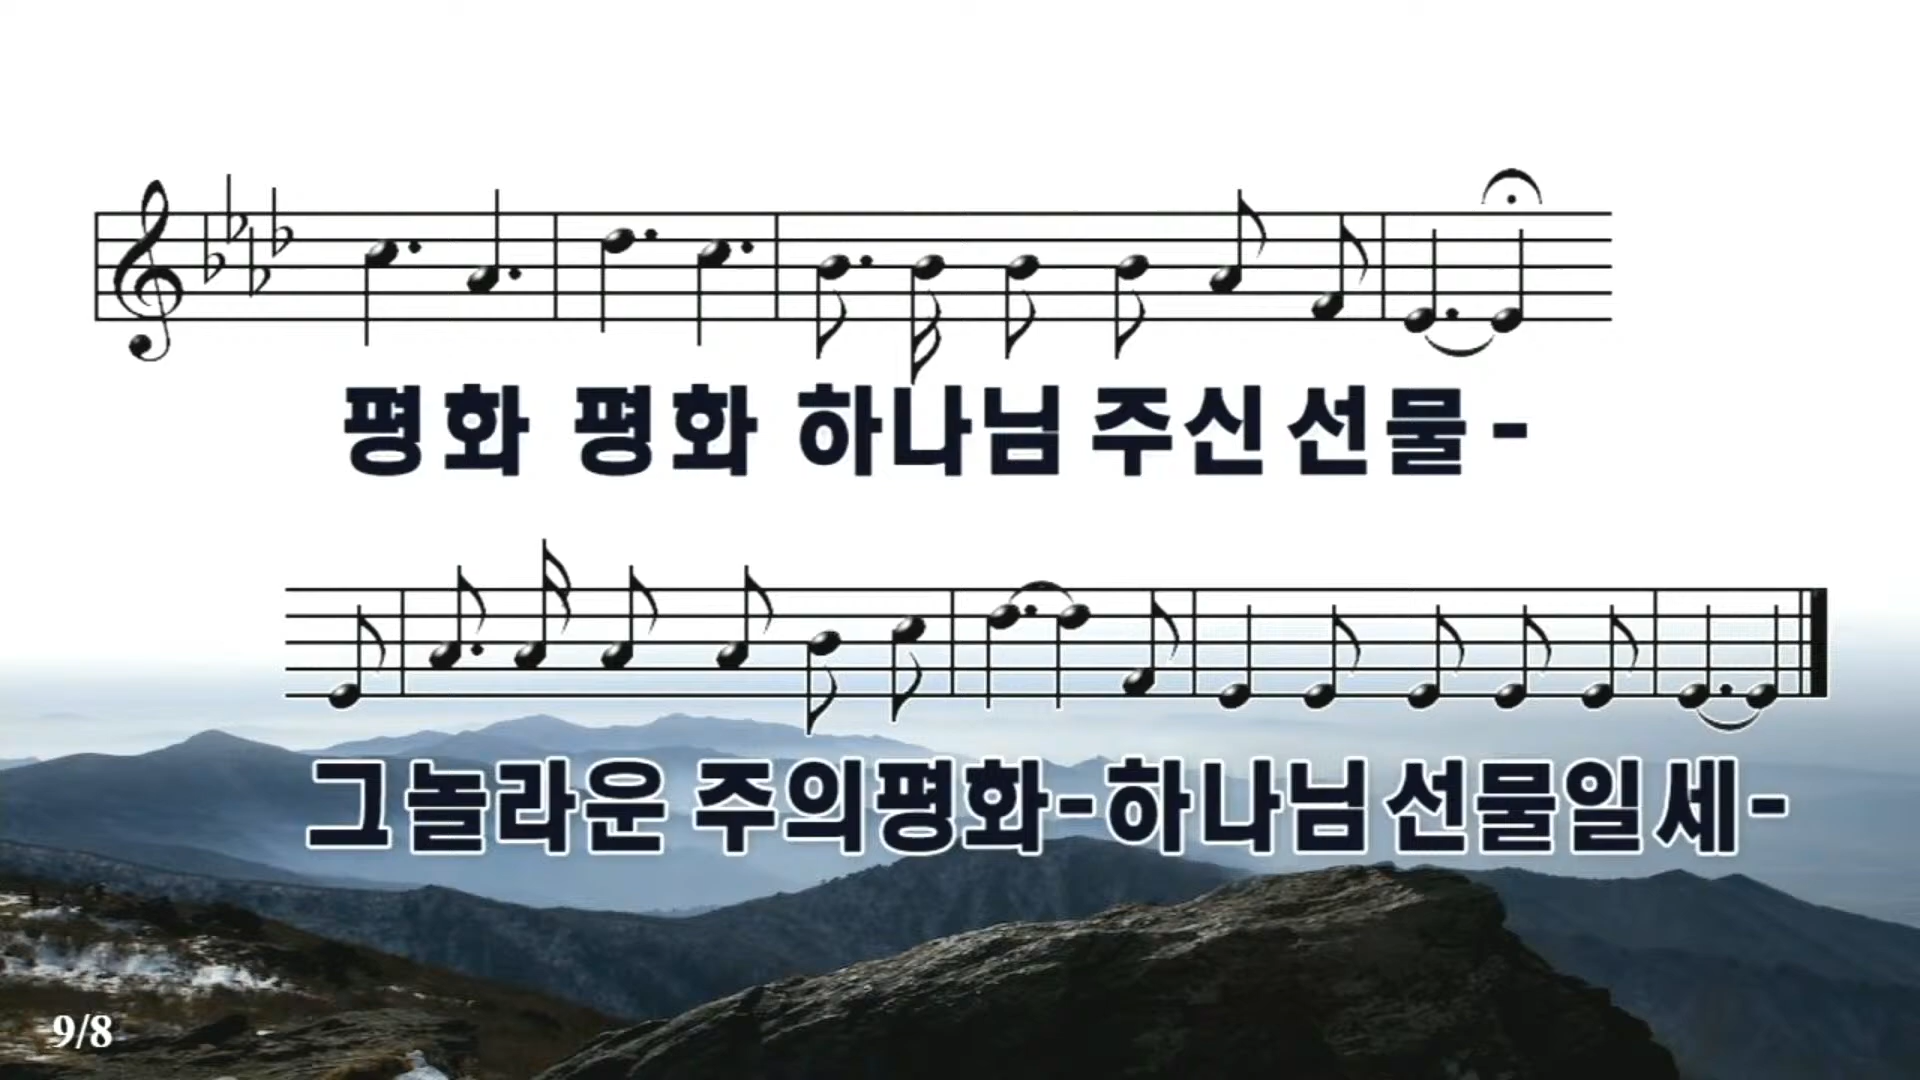 평화 평화 하나님 주신 선물 -
그 놀라운 주의 평화 - 하나님 선물일세 -
9/8